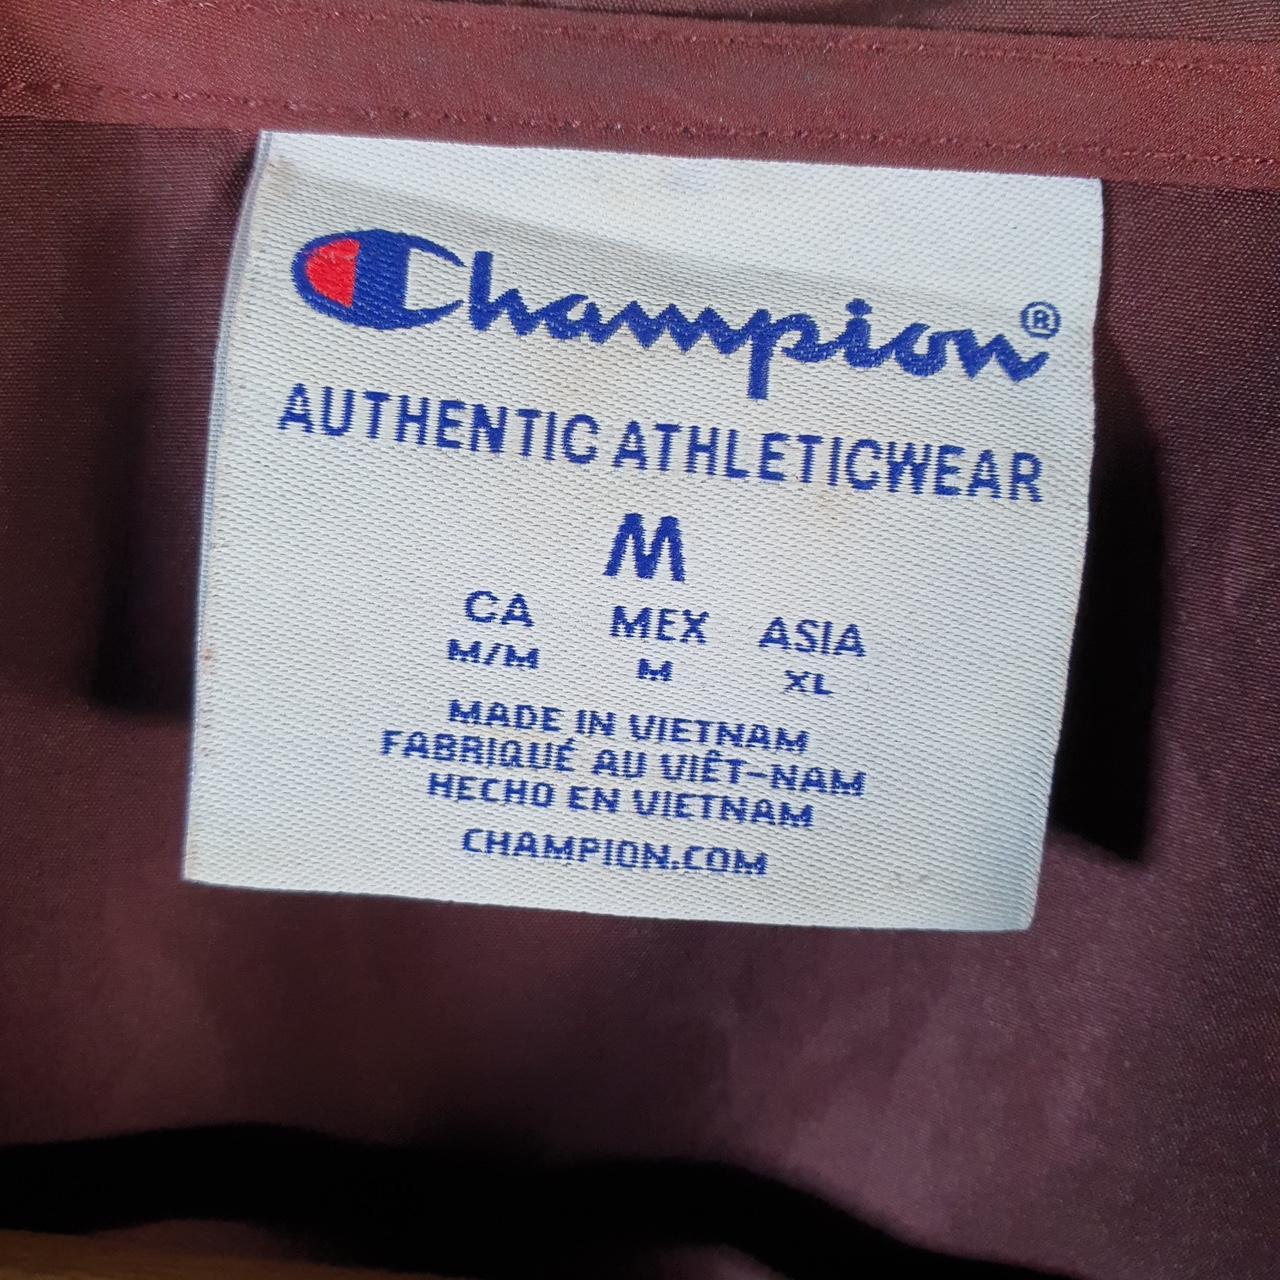 Champion®
AUTHENTIC ATHLETICWEAR
M
CA MEX ASIA
M/M M XL
MADE IN VIETNAM
FABRIQUÉ AU VIÊT-NAM
HECHO EN VIETNAM
CHAMPION.COM